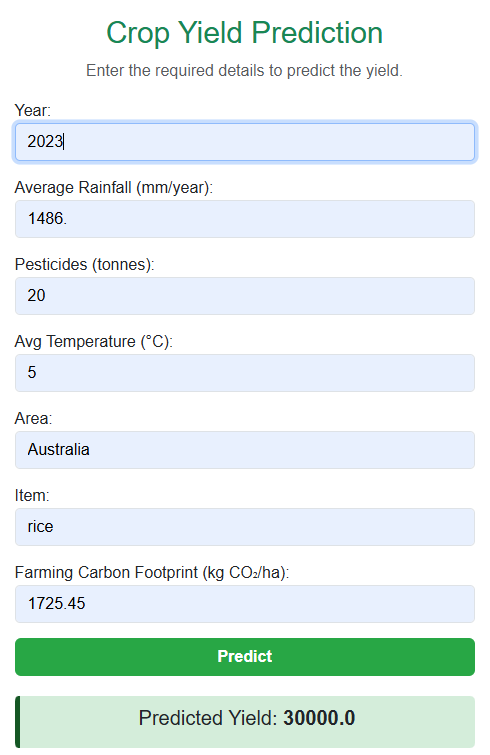 Crop Yield Prediction
Enter the required details to predict the yield.
Year:
2023
Average Rainfall (mm/year):
1486.
Pesticides (tonnes):
20
Avg Temperature (°C):
5
Area:
Australia
Item:
rice
Farming Carbon Footprint (kg CO₂/ha):
1725.45
Predict
Predicted Yield: 30000.0